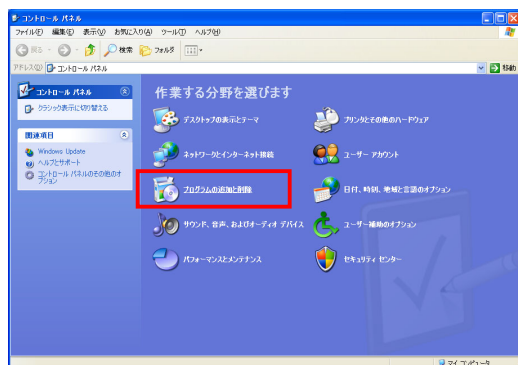 コントロール パネル
ファイル(F) 編集(E) 表示(V) お気に入り(A) ツール(T) ヘルプ(H)
戻る 検索 フォルダ
アドレス(D) コントロール パネル 移動
コントロール パネル
クラシック表示に切り替える
関連項目
Windows Update
ヘルプとサポート
コントロール パネルのその他のオプション
作業する分野を選びます
デスクトップの表示とテーマ
プリンタとその他のハードウェア
ネットワークとインターネット接続
ユーザー アカウント
プログラムの追加と削除
日付、時刻、地域と言語のオプション
サウンド、音声、およびオーディオ デバイス
ユーザー補助のオプション
パフォーマンスとメンテナンス
セキュリティ センター
マイ コンピュータ